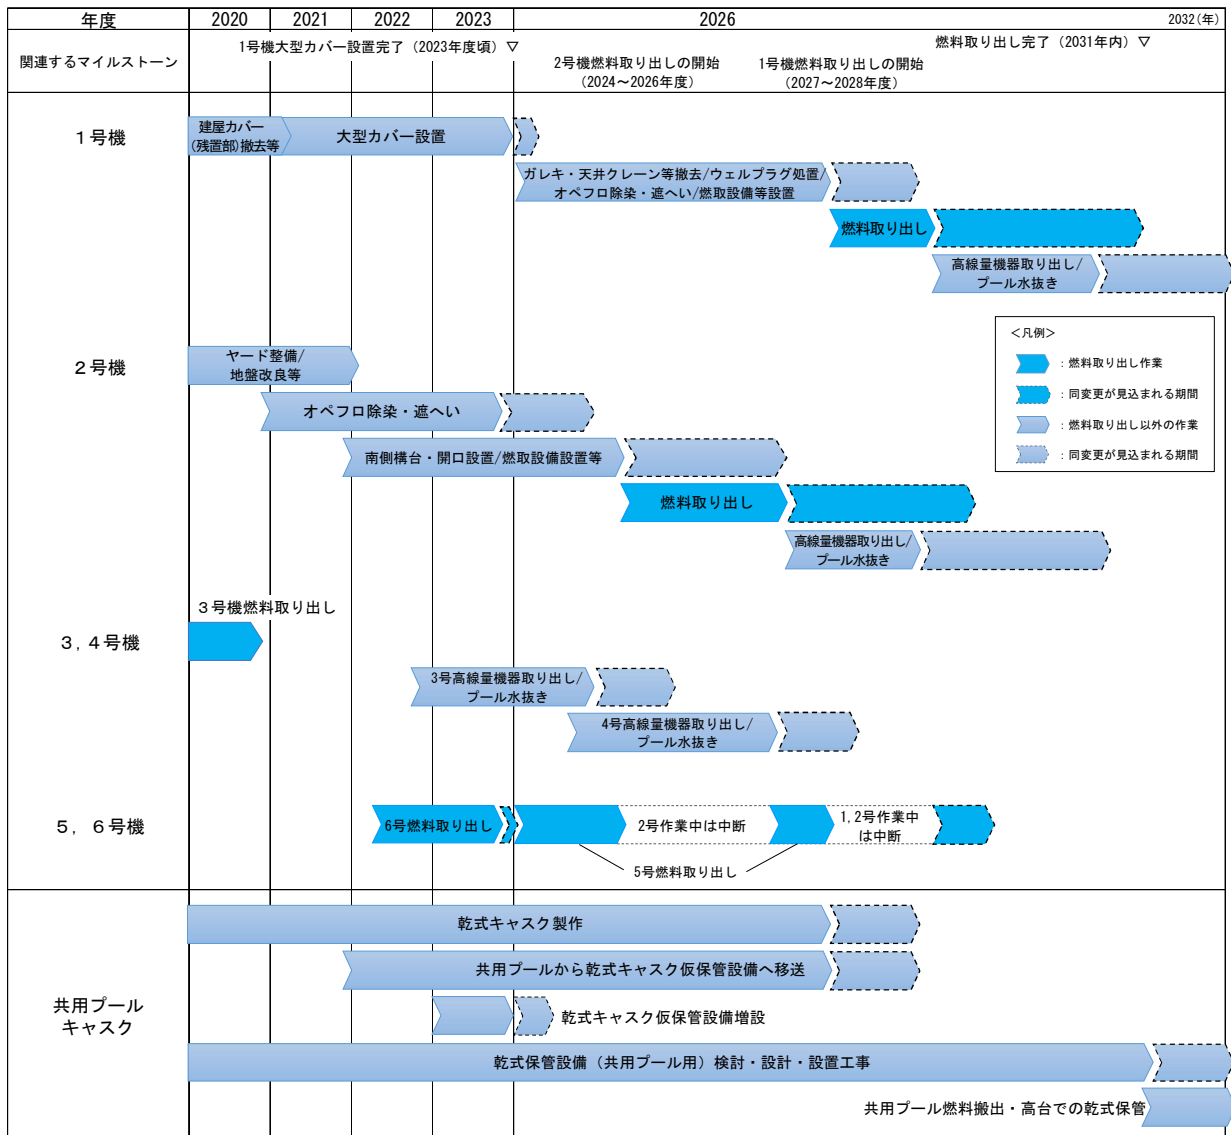 年度 2020 2021 2022 2023 2026 2032(年)
関連するマイルストーン
1号機大型カバー設置完了（2023年度頃）▽
燃料取り出し完了（2031年内）▽
2号機燃料取り出しの開始
（2024～2026年度）
1号機燃料取り出しの開始
（2027～2028年度）
1号機
建屋カバー
(残置部)撤去等
大型カバー設置
ガレキ・天井クレーン等撤去/ウェルプラグ処置/
オペフロ除染・遮へい/燃取設備等設置
燃料取り出し
高線量機器取り出し/
プール水抜き
＜凡例＞
：燃料取り出し作業
：同変更が見込まれる期間
：燃料取り出し以外の作業
：同変更が見込まれる期間
2号機
ヤード整備/
地盤改良等
オペフロ除染・遮へい
南側構台・開口設置/燃取設備設置等
燃料取り出し
高線量機器取り出し/
プール水抜き
3，4号機
3号機燃料取り出し
3号高線量機器取り出し/
プール水抜き
4号高線量機器取り出し/
プール水抜き
5，6号機
6号燃料取り出し
2号作業中は中断
1,2号作業中
は中断
5号燃料取り出し
共用プール
キャスク
乾式キャスク製作
共用プールから乾式キャスク仮保管設備へ移送
乾式キャスク仮保管設備増設
乾式保管設備（共用プール用）検討・設計・設置工事
共用プール燃料搬出・高台での乾式保管